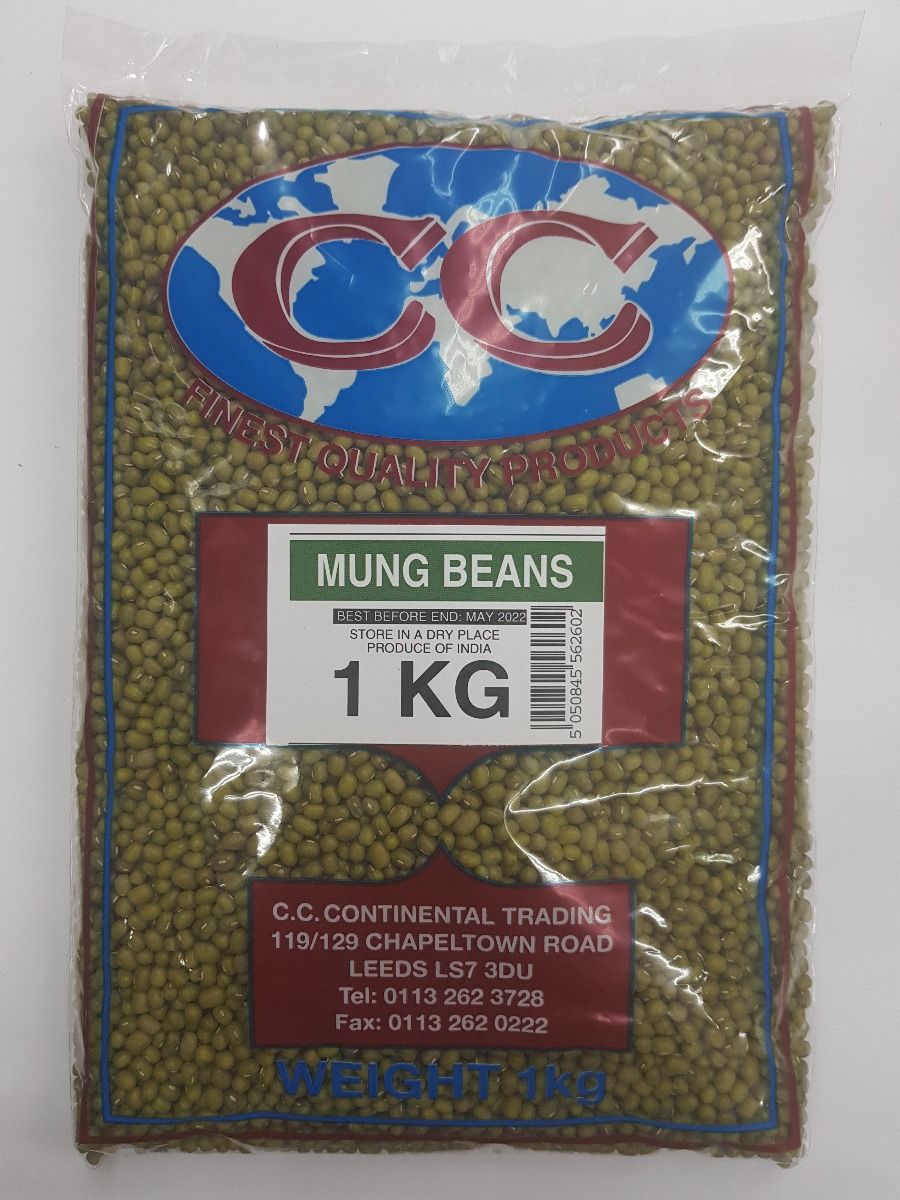 CC
FINEST QUALITY PRODUCTS
MUNG BEANS
BEST BEFORE END: MAY 2022
STORE IN A DRY PLACE
PRODUCE OF INDIA
1 KG
5 050845 562602
C.C. CONTINENTAL TRADING
119/129 CHAPELTOWN ROAD
LEEDS LS7 3DU
Tel: 0113 262 3728
Fax: 0113 262 0222
WEIGHT 1kg